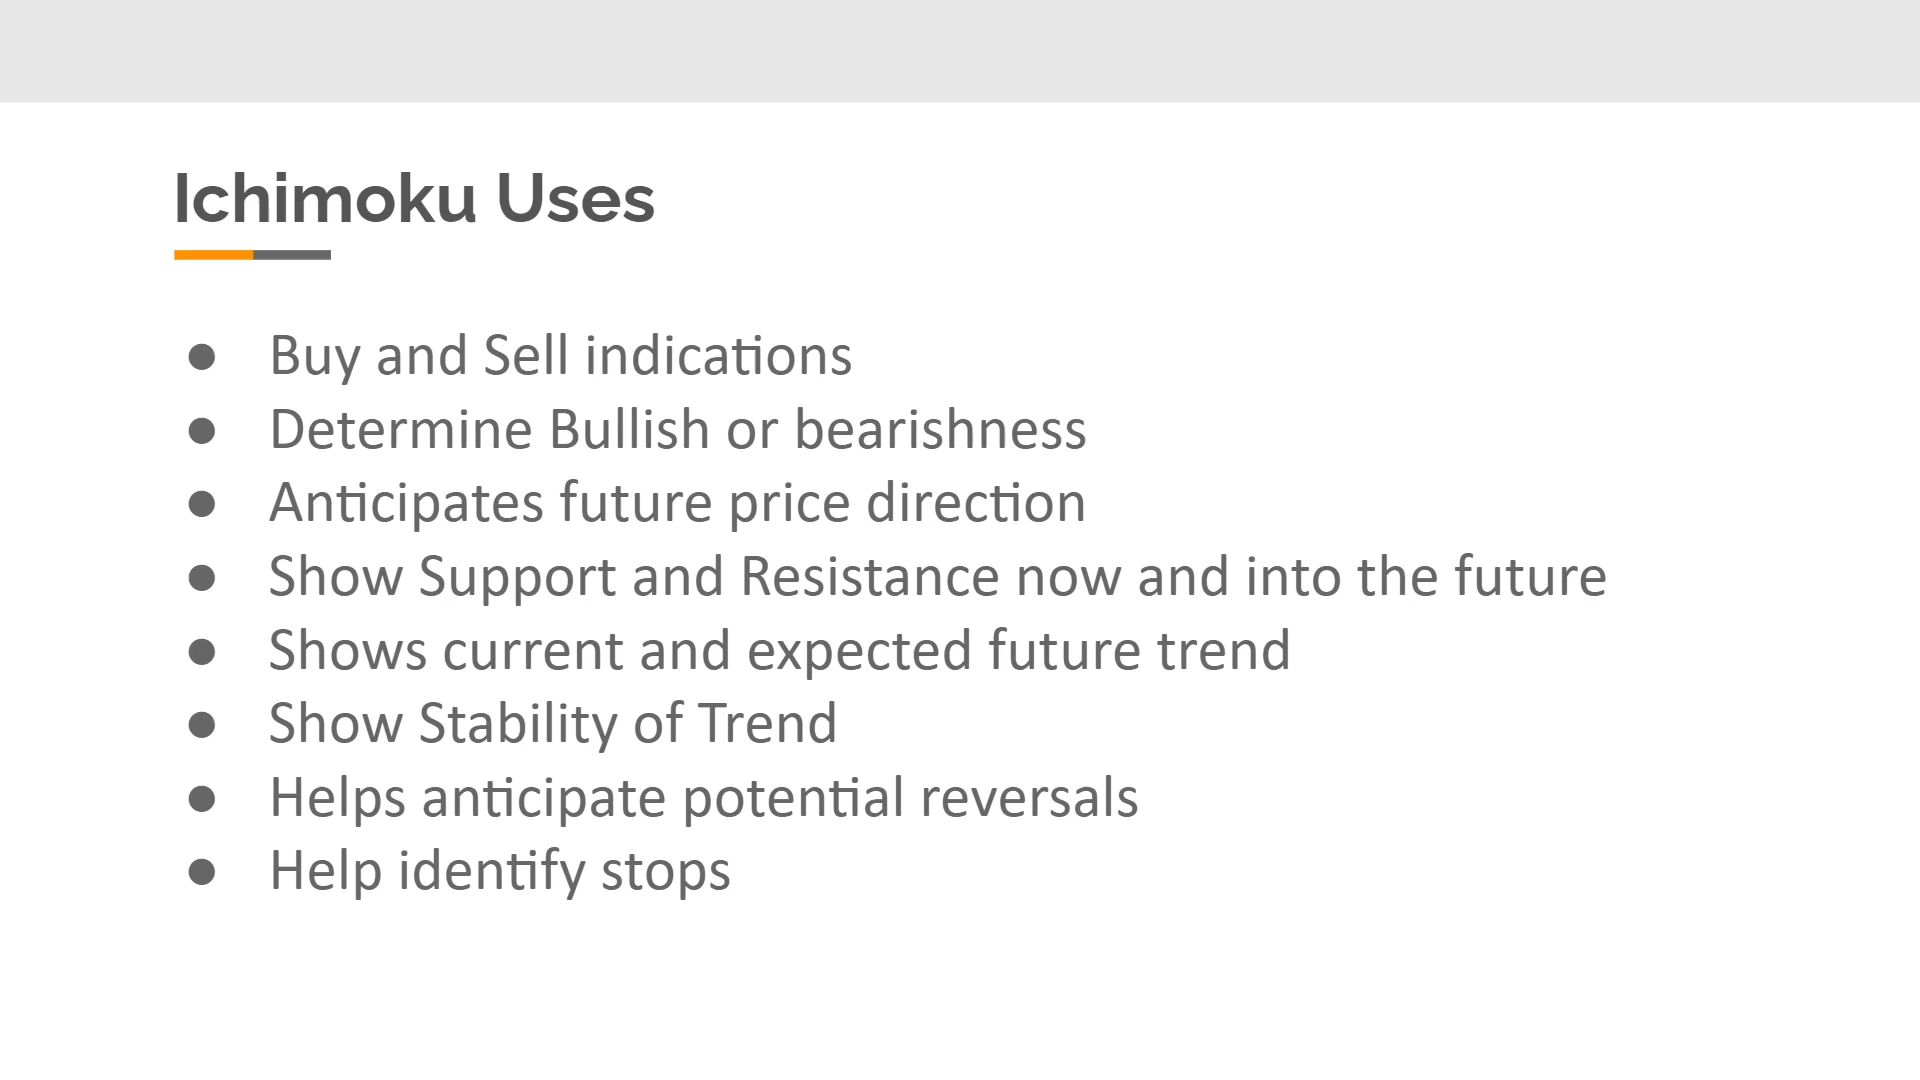 Ichimoku Uses
● Buy and Sell indications
● Determine Bullish or bearishness
● Anticipates future price direction
● Show Support and Resistance now and into the future
● Shows current and expected future trend
● Show Stability of Trend
● Helps anticipate potential reversals
● Help identify stops